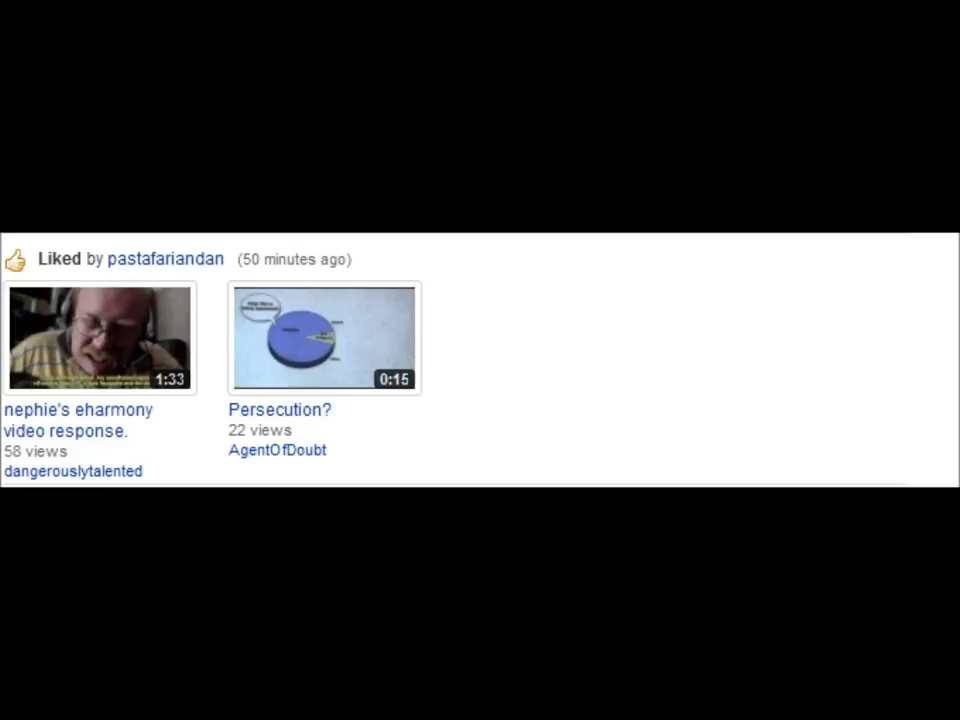 Liked by pastafariandan (50 minutes ago)
1:33
0:15
nephie's eharmony
video response.
58 views
dangerouslytalented
Persecution?
22 views
AgentOfDoubt